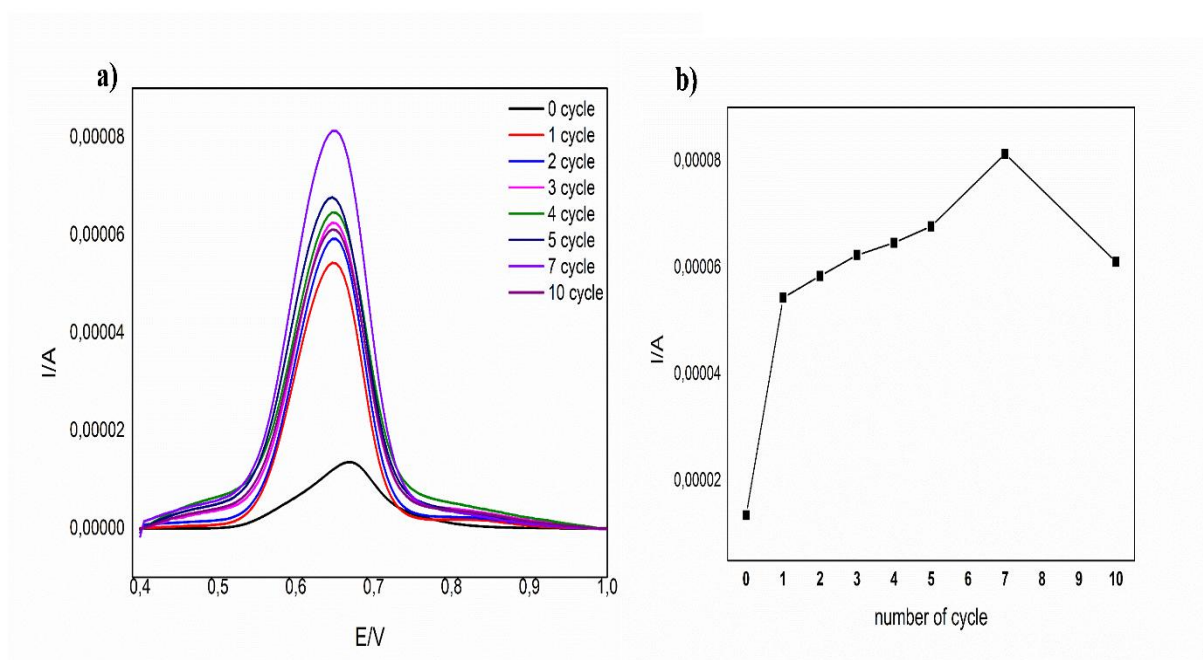 a)
0 cycle
1 cycle
2 cycle
3 cycle
4 cycle
5 cycle
7 cycle
10 cycle
0,00008
0,00006
0,00004
0,00002
0,00000
I/A
0,4 0,5 0,6 0,7 0,8 0,9 1,0
E/V
b)
0,00008
0,00006
0,00004
0,00002
I/A
0 1 2 3 4 5 6 7 8 9 10
number of cycle